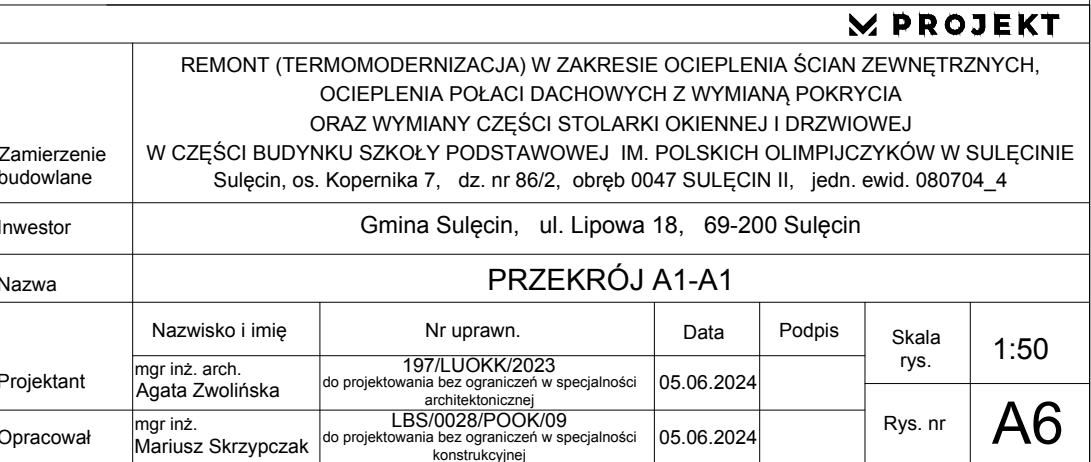 M PROJEKT
REMONT (TERMOMODERNIZACJA) W ZAKRESIE OCIEPLENIA ŚCIAN ZEWNĘTRZNYCH,
OCIEPLENIA POŁACI DACHOWYCH Z WYMIANĄ POKRYCIA
ORAZ WYMIANY CZĘŚCI STOLARKI OKIENNEJ I DRZWIOWEJ
W CZĘŚCI BUDYNKU SZKOŁY PODSTAWOWEJ IM. POLSKICH OLIMPIJCZYKÓW W SULĘCINIE
Sulęcin, os. Kopernika 7, dz. nr 86/2, obręb 0047 SULĘCIN II, jedn. ewid. 080704_4
Zamierzenie
budowlane
Inwestor
Gmina Sulęcin, ul. Lipowa 18, 69-200 Sulęcin
Nazwa
PRZEKRÓJ A1-A1
Nazwisko i imię
Nr uprawn.
Data
Podpis
Skala
rys.
1:50
Projektant
mgr inż. arch.
Agata Zwolińska
197/LUOKK/2023
do projektowania bez ograniczeń w specjalności
architektonicznej
05.06.2024
Opracował
mgr inż.
Mariusz Skrzypczak
LBS/0028/POOK/09
do projektowania bez ograniczeń w specjalności
konstrukcyjnej
05.06.2024
Rys. nr
A6